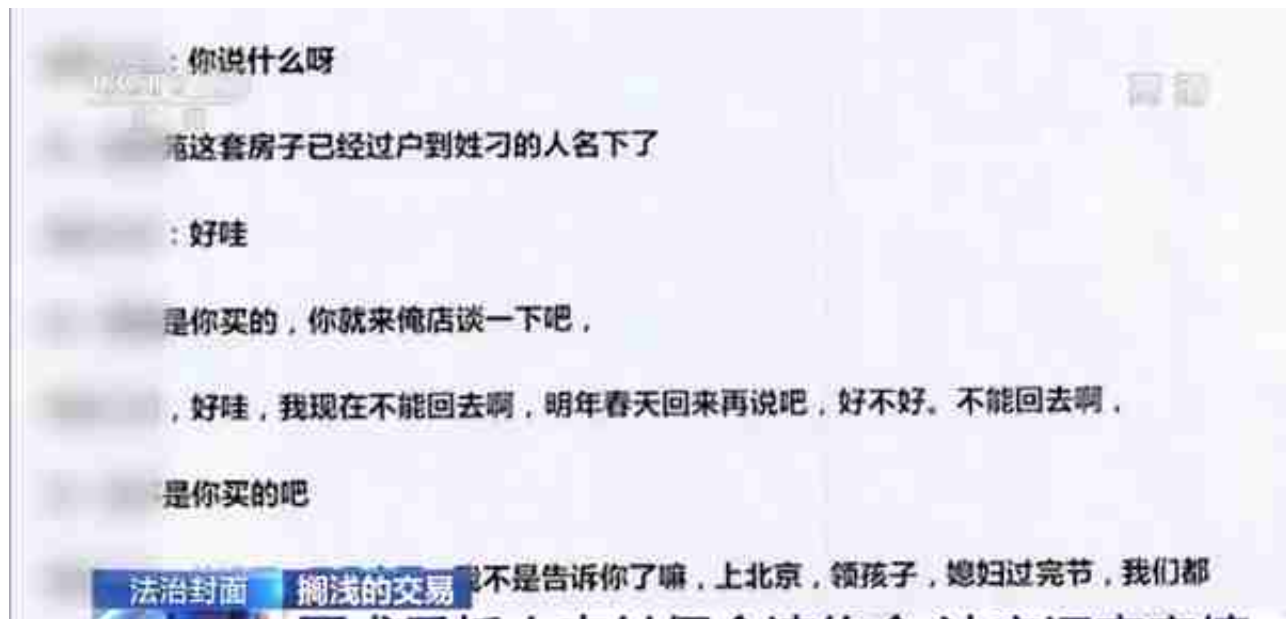 ：你说什么呀
苑这套房子已经过户到姓刁的人名下了
：好哇
是你买的，你就来俺店谈一下吧，
，好哇，我现在不能回去啊，明年春天回来再说吧，好不好。不能回去啊，
是你买的吧
我不是告诉你了嘛，上北京，领孩子，媳妇过完节，我们都
法治封面 搁浅的交易